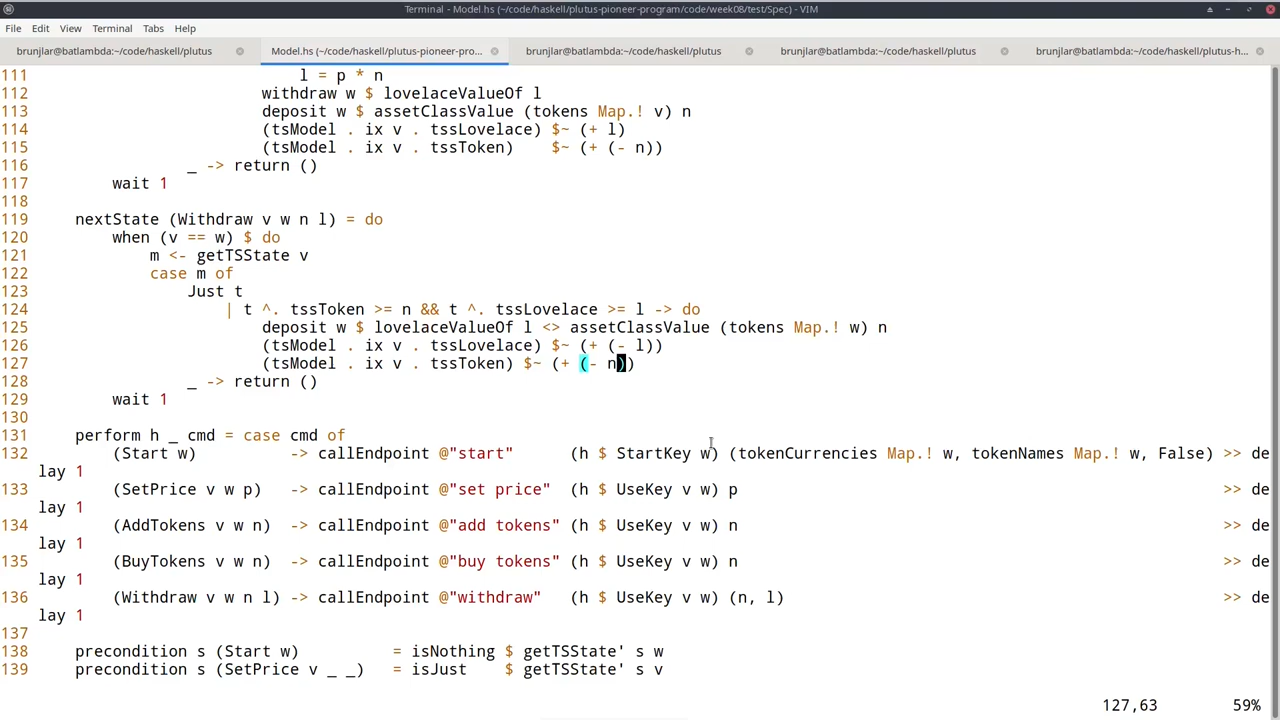 Terminal - Model.hs (~/code/haskell/plutus-pioneer-program/code/week08/test/Spec) - VIM
File Edit View Terminal Tabs Help
brunjlar@batlambda:~/code/haskell/plutus Model.hs (~/code/haskell/plutus-pioneer-pro... brunjlar@batlambda:~/code/haskell/plutus brunjlar@batlambda:~/code/haskell/plutus brunjlar@batlambda:~/code/haskell/plutus-h...
111                             l = p * n
112                         withdraw w $ lovelaceValueOf l
113                         deposit w $ assetClassValue (tokens Map.! v) n
114                         (tsModel . ix v . tssLovelace) $~ (+ l)
115                         (tsModel . ix v . tssToken)    $~ (+ (- n))
116                 _ -> return ()
117         wait 1
118
119     nextState (Withdraw v w n l) = do
120         when (v == w) $ do
121             m <- getTSState v
122             case m of
123                 Just t
124                     | t ^. tssToken >= n && t ^. tssLovelace >= l -> do
125                         deposit w $ lovelaceValueOf l <> assetClassValue (tokens Map.! w) n
126                         (tsModel . ix v . tssLovelace) $~ (+ (- l))
127                         (tsModel . ix v . tssToken) $~ (+ (- n))
128                 _ -> return ()
129         wait 1
130
131     perform h _ cmd = case cmd of
132         (Start w)          -> callEndpoint @"start"      (h $ StartKey w) (tokenCurrencies Map.! w, tokenNames Map.! w, False) >> de
lay 1
133         (SetPrice v w p)   -> callEndpoint @"set price"  (h $ UseKey v w) p                                                    >> de
lay 1
134         (AddTokens v w n)  -> callEndpoint @"add tokens" (h $ UseKey v w) n                                                    >> de
lay 1
135         (BuyTokens v w n)  -> callEndpoint @"buy tokens" (h $ UseKey v w) n                                                    >> de
lay 1
136         (Withdraw v w n l) -> callEndpoint @"withdraw"   (h $ UseKey v w) (n, l)                                               >> de
lay 1
137
138     precondition s (Start w)          = isNothing $ getTSState' s w
139     precondition s (SetPrice v _ _)   = isJust    $ getTSState' s v
127,63 59%